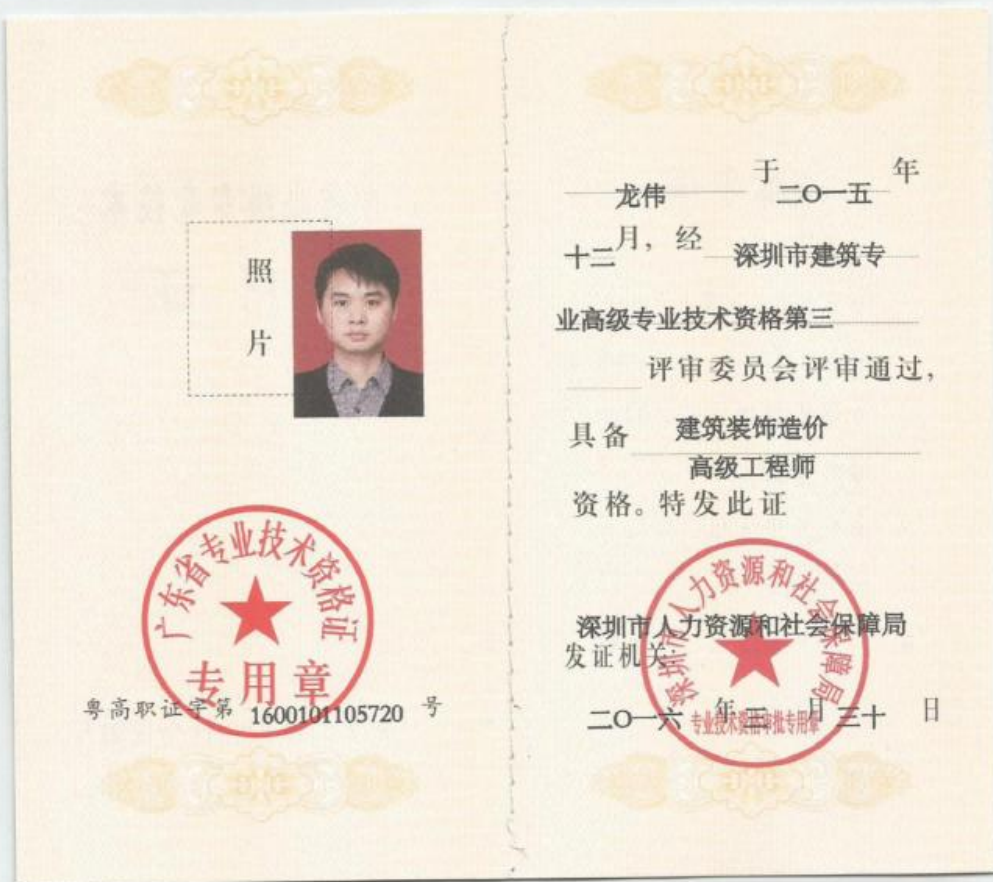 照
片
广东省专业技术资格证
专用章
粤高职证字第 1600101105720 号
龙伟 于 二〇一五 年
十二月，经 深圳市建筑专
业高级专业技术资格第三
评审委员会评审通过，
具备 建筑装饰造价
高级工程师
资格。特发此证
深圳市人力资源和社会保障局
深圳市人力资源和社会保障局
发证机关：
二〇一六 年 三 月 三十 日
专业技术资格审批专用章